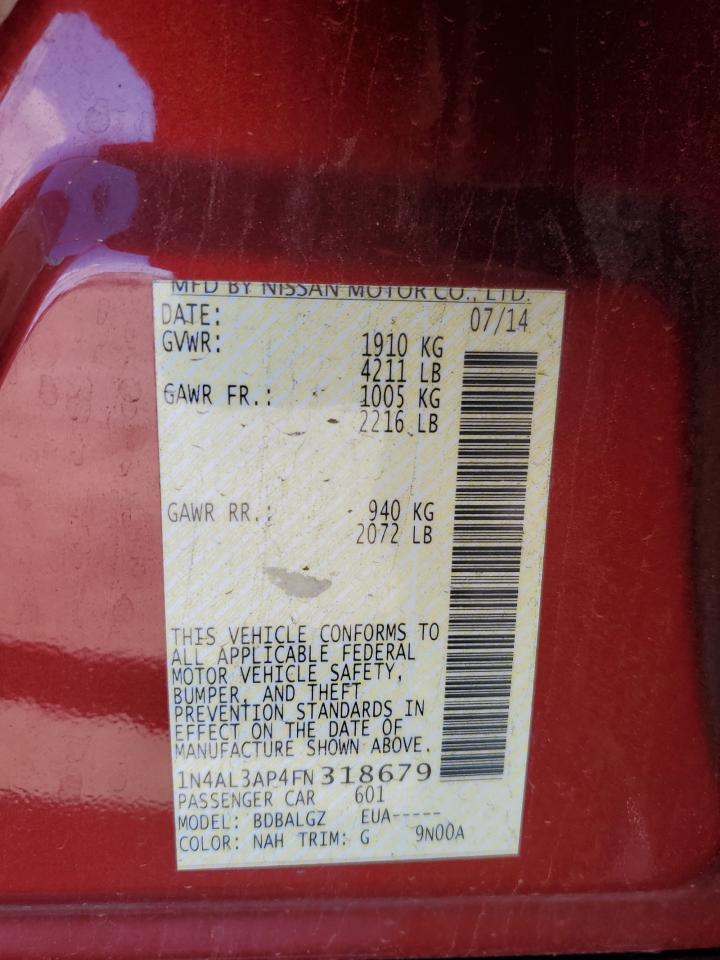 MFD BY NISSAN MOTOR CO., LTD.
DATE: 07/14
GVWR: 1910 KG
4211 LB
GAWR FR.: 1005 KG
2216 LB
GAWR RR.: 940 KG
2072 LB
THIS VEHICLE CONFORMS TO
ALL APPLICABLE FEDERAL
MOTOR VEHICLE SAFETY,
BUMPER, AND THEFT
PREVENTION STANDARDS IN
EFFECT ON THE DATE OF
MANUFACTURE SHOWN ABOVE.
1N4AL3AP4FN318679
PASSENGER CAR 601
MODEL: BDBALGZ EUA-----
COLOR: NAH TRIM: G 9N00A